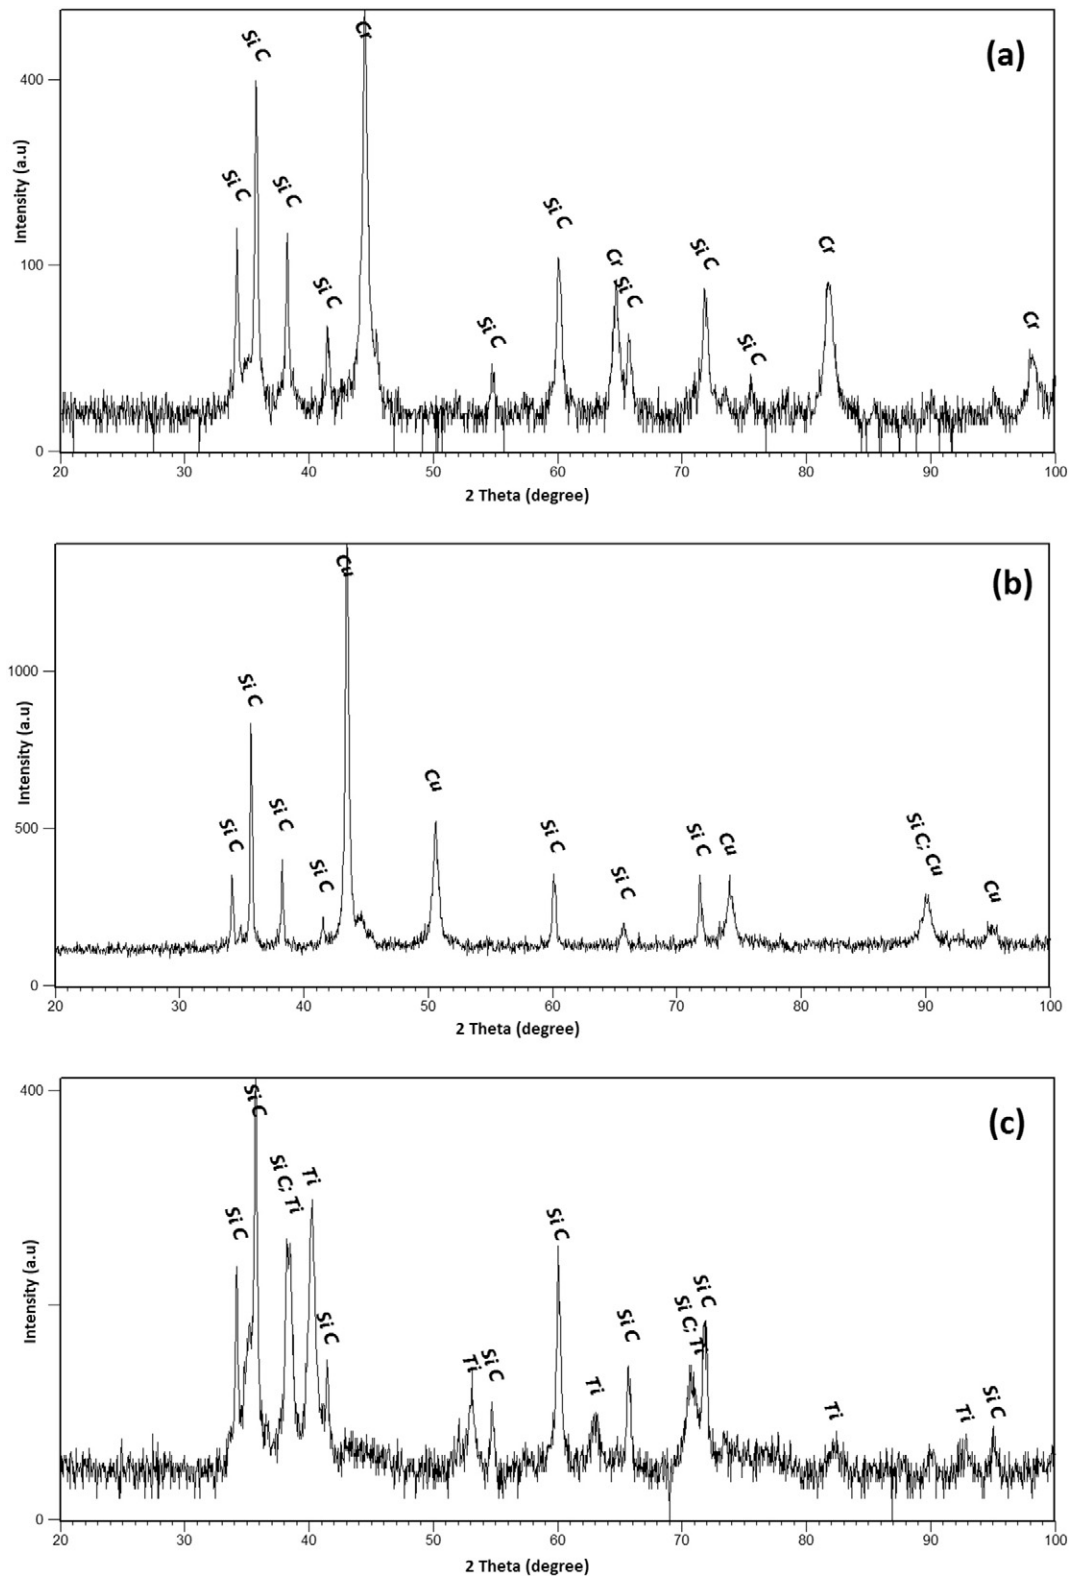 (a)
Cr
Si C
400
Si C
Si C
Si C
Cr
Cr
Si C
100
Si C
Si C
Si C
Si C
Cr
Intensity (a.u)
0
20 30 40 50 60 70 80 90 100
2 Theta (degree)
(b)
Cu
1000
Si C
Cu
Si C
Si C
500
Si C
Si C
Si C
Si C
Cu
Si C; Cu
Cu
Intensity (a.u)
0
20 30 40 50 60 70 80 90 100
2 Theta (degree)
(c)
400
Si C
Si C; Ti
Ti
Si C
Si C
Si C
Si C
Si C; Ti
Si C
Ti
Si C
Ti
Ti
Ti
Si C
Intensity (a.u)
0
20 30 40 50 60 70 80 90 100
2 Theta (degree)